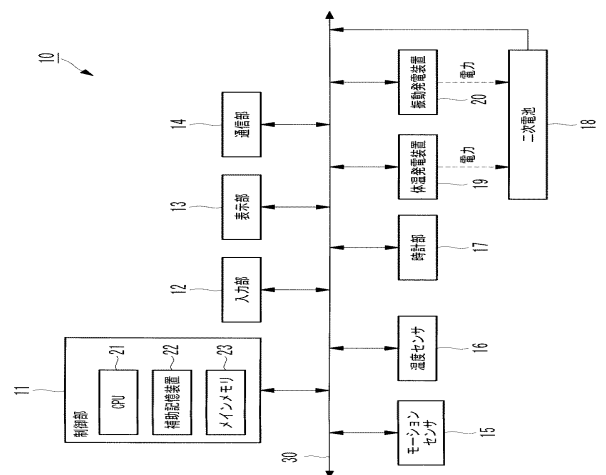 10
11
制御部
21
CPU
22
補助記憶装置
23
メインメモリ
12
入力部
13
表示部
14
通信部
30
モーション
センサ
15
温度センサ
16
時計部
17
体温発電装置
19
電力
振動発電装置
20
電力
二次電池
18